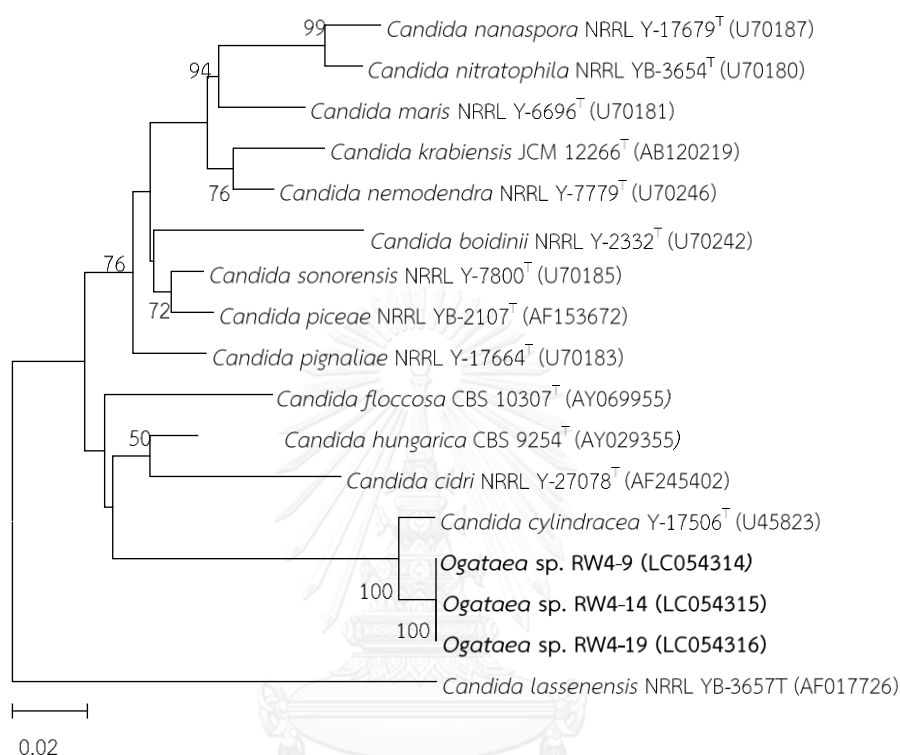 99
Candida nanaspora NRRL Y-17679T (U70187)
Candida nitratophila NRRL YB-3654T (U70180)
94
Candida maris NRRL Y-6696T (U70181)
Candida krabiensis JCM 12266T (AB120219)
76
Candida nemodendra NRRL Y-7779T (U70246)
Candida boidinii NRRL Y-2332T (U70242)
76
Candida sonorensis NRRL Y-7800T (U70185)
72
Candida piceae NRRL YB-2107T (AF153672)
Candida pignaliae NRRL Y-17664T (U70183)
Candida floccosa CBS 10307T (AY069955)
50
Candida hungarica CBS 9254T (AY029355)
Candida cidri NRRL Y-27078T (AF245402)
Candida cylindracea Y-17506T (U45823)
Ogataea sp. RW4-9 (LC054314)
100
Ogataea sp. RW4-14 (LC054315)
100
Ogataea sp. RW4-19 (LC054316)
Candida lassenensis NRRL YB-3657T (AF017726)
0.02